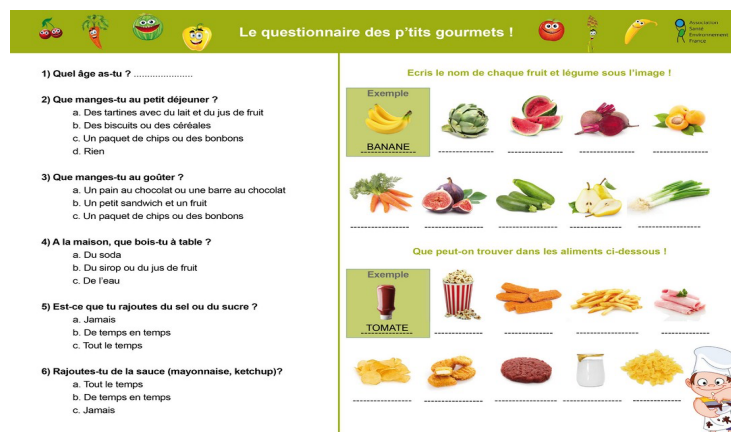 Le questionnaire des p'tits gourmets !
Association
Santé
Environnement
France
1) Quel âge as-tu ? ......................
2) Que manges-tu au petit déjeuner ?
a. Des tartines avec du lait et du jus de fruit
b. Des biscuits ou des céréales
c. Un paquet de chips ou des bonbons
d. Rien
3) Que manges-tu au goûter ?
a. Un pain au chocolat ou une barre au chocolat
b. Un petit sandwich et un fruit
c. Un paquet de chips ou des bonbons
4) A la maison, que bois-tu à table ?
a. Du soda
b. Du sirop ou du jus de fruit
c. De l'eau
5) Est-ce que tu rajoutes du sel ou du sucre ?
a. Jamais
b. De temps en temps
c. Tout le temps
6) Rajoutes-tu de la sauce (mayonnaise, ketchup)?
a. Tout le temps
b. De temps en temps
c. Jamais
Ecris le nom de chaque fruit et légume sous l'image !
Exemple
BANANE
Que peut-on trouver dans les aliments ci-dessous !
Exemple
TOMATE